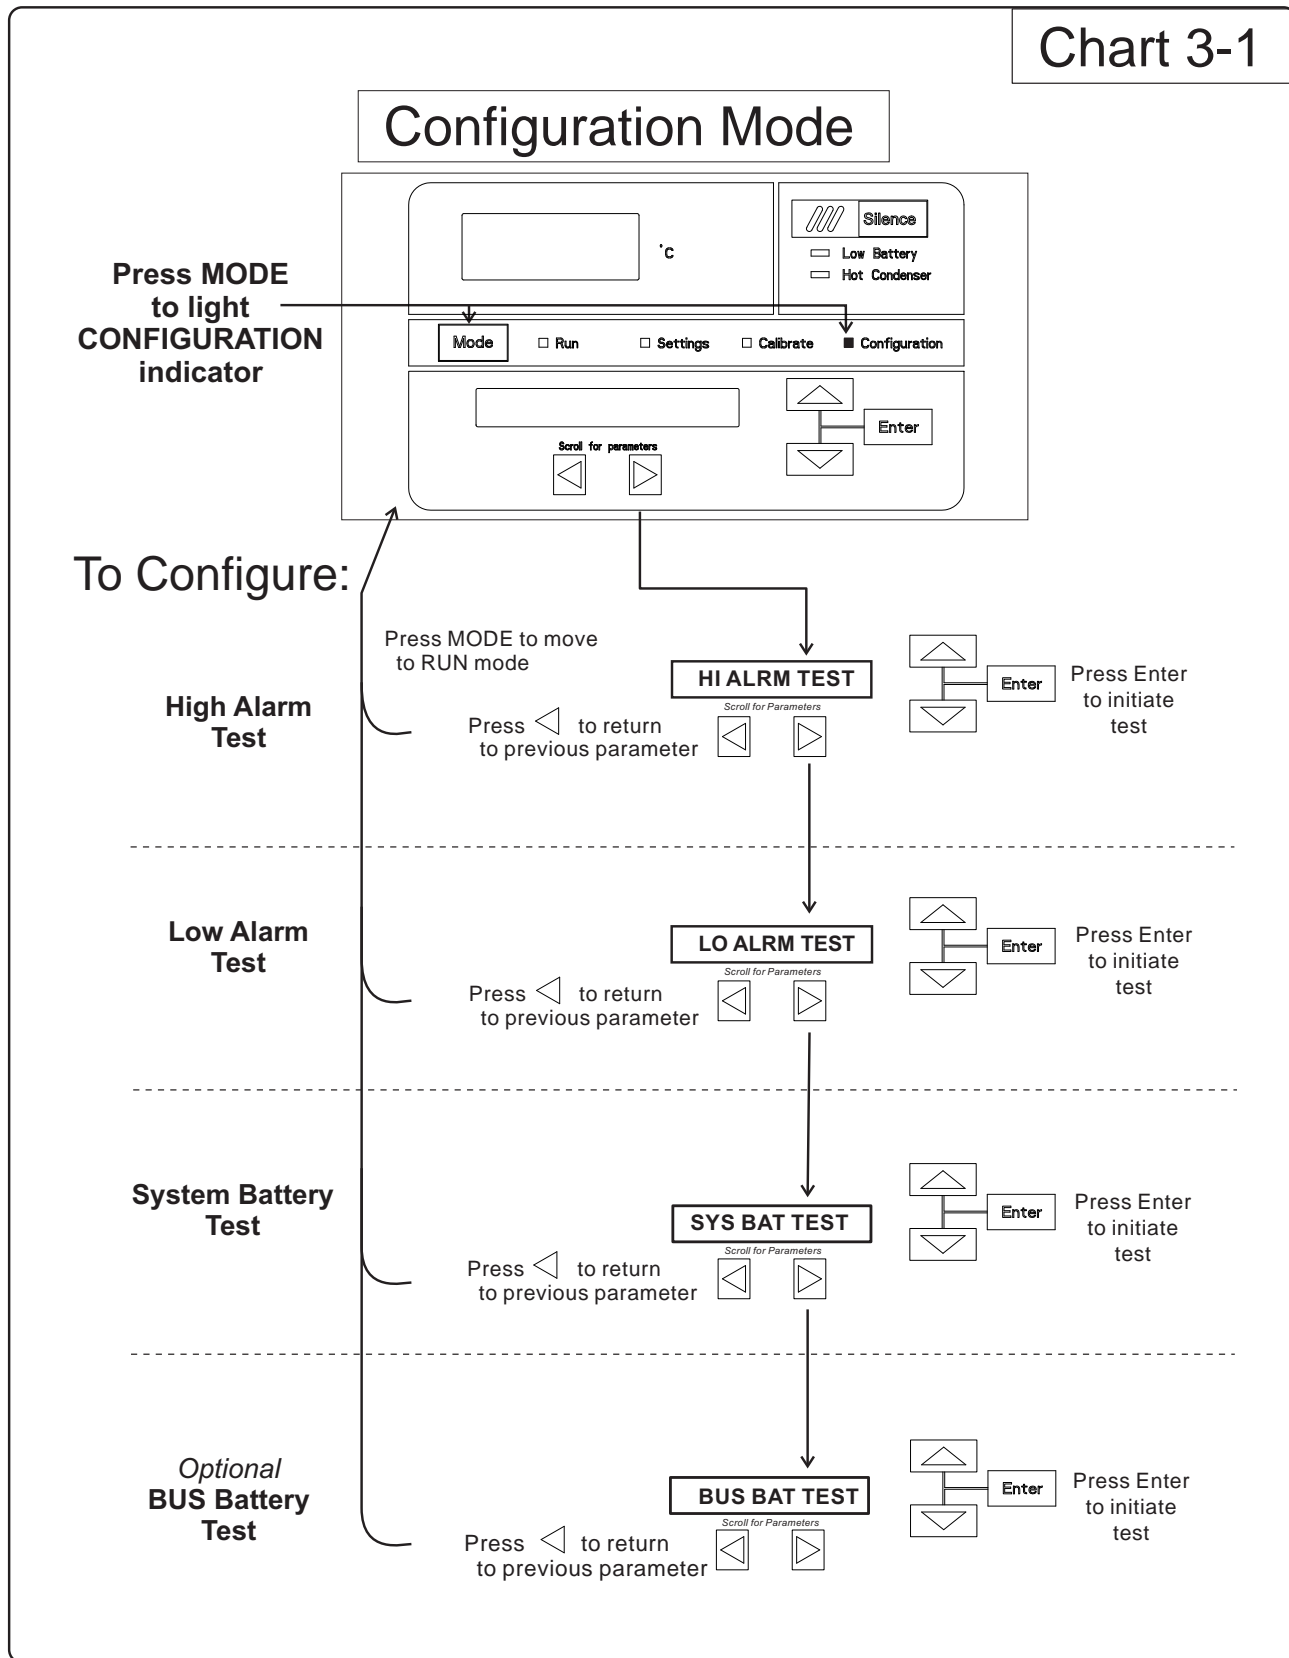 Chart 3-1
Configuration Mode
Silence
°C
Low Battery
Hot Condenser
Press MODE
to light
CONFIGURATION
indicator
Mode
Run
Settings
Calibrate
Configuration
Enter
Scroll for parameters
To Configure:
Press MODE to move
to RUN mode
High Alarm
Test
HI ALRM TEST
Scroll for Parameters
Press to return
to previous parameter
Enter
Press Enter
to initiate
test
Low Alarm
Test
LO ALRM TEST
Scroll for Parameters
Press to return
to previous parameter
Enter
Press Enter
to initiate
test
System Battery
Test
SYS BAT TEST
Scroll for Parameters
Press to return
to previous parameter
Enter
Press Enter
to initiate
test
Optional
BUS Battery
Test
BUS BAT TEST
Scroll for Parameters
Press to return
to previous parameter
Enter
Press Enter
to initiate
test